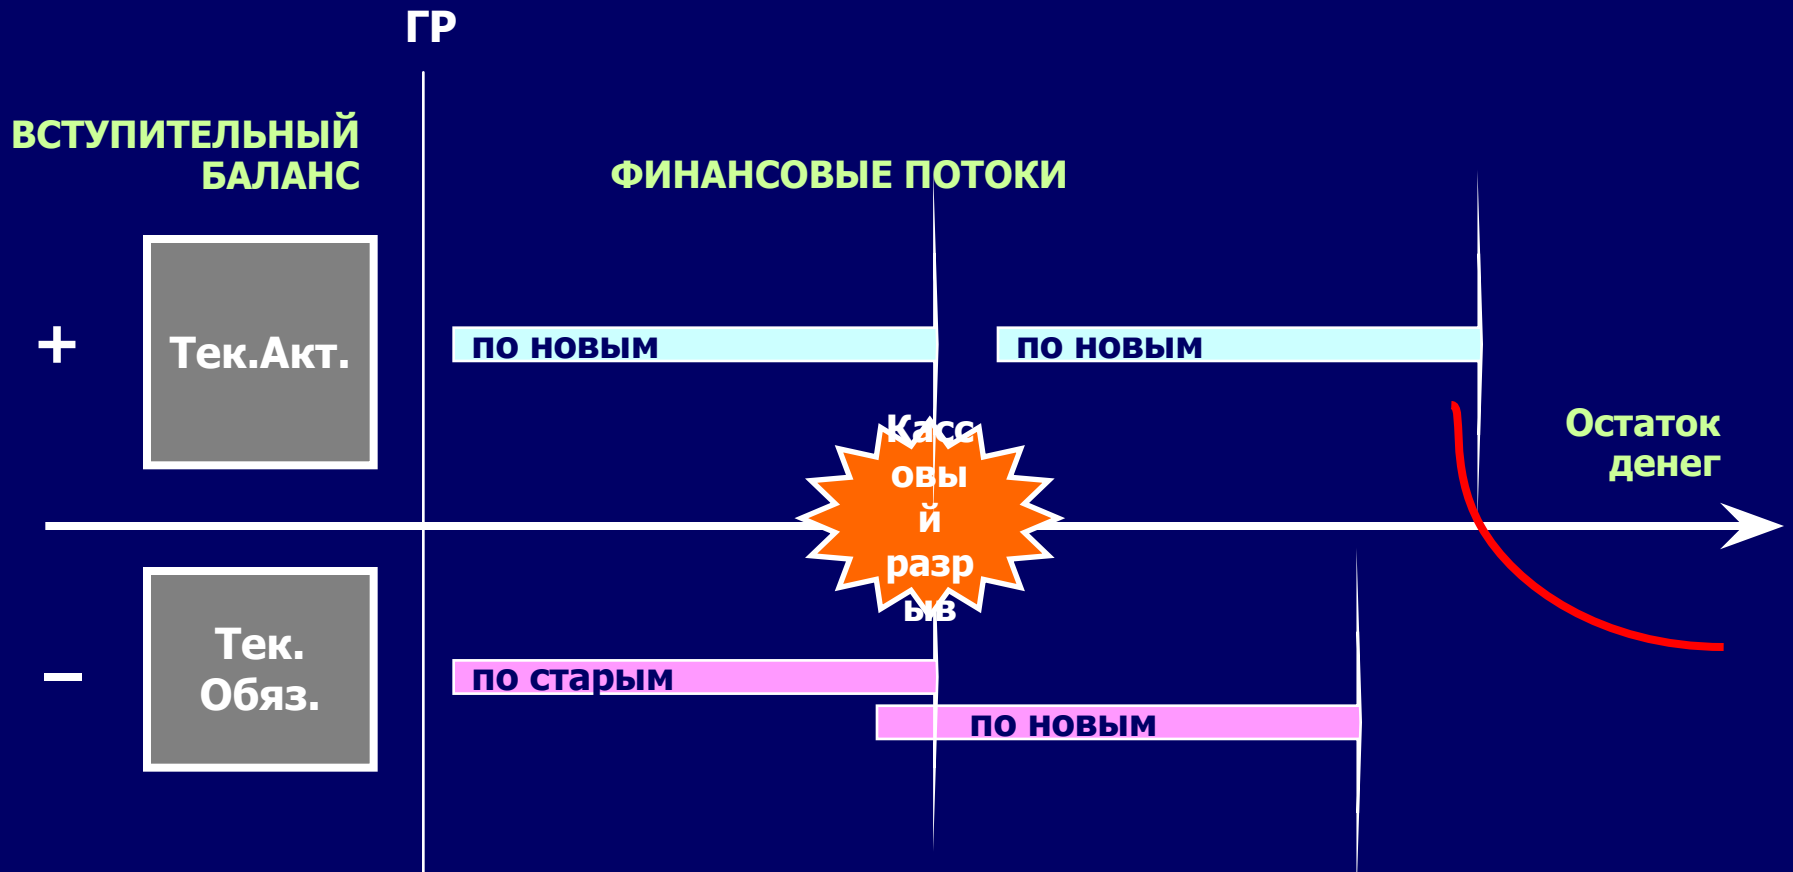 ГР
ВСТУПИТЕЛЬНЫЙ
БАЛАНС
ФИНАНСОВЫЕ ПОТОКИ
+
Тек.Акт.
по новым
по новым
Касс
овы
й
разр
ыв
Остаток
денег
–
Тек.
Обяз.
по старым
по новым